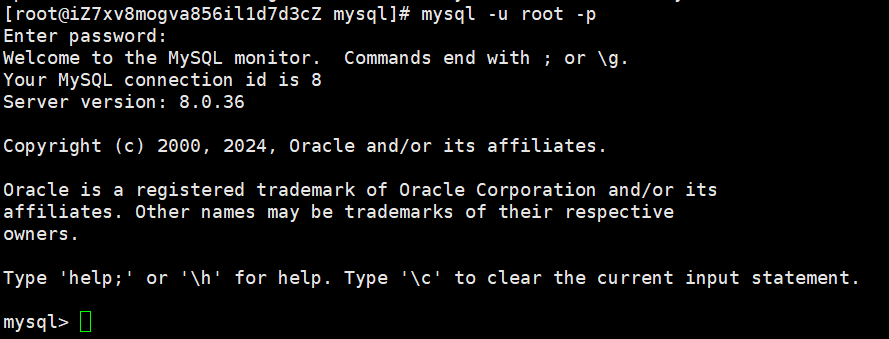 [root@iZ7xv8mogva856il1d7d3cZ mysql]# mysql -u root -p
Enter password:
Welcome to the MySQL monitor.  Commands end with ; or \g.
Your MySQL connection id is 8
Server version: 8.0.36
Copyright (c) 2000, 2024, Oracle and/or its affiliates.
Oracle is a registered trademark of Oracle Corporation and/or its
affiliates. Other names may be trademarks of their respective
owners.
Type 'help;' or '\h' for help. Type '\c' to clear the current input statement.
mysql>